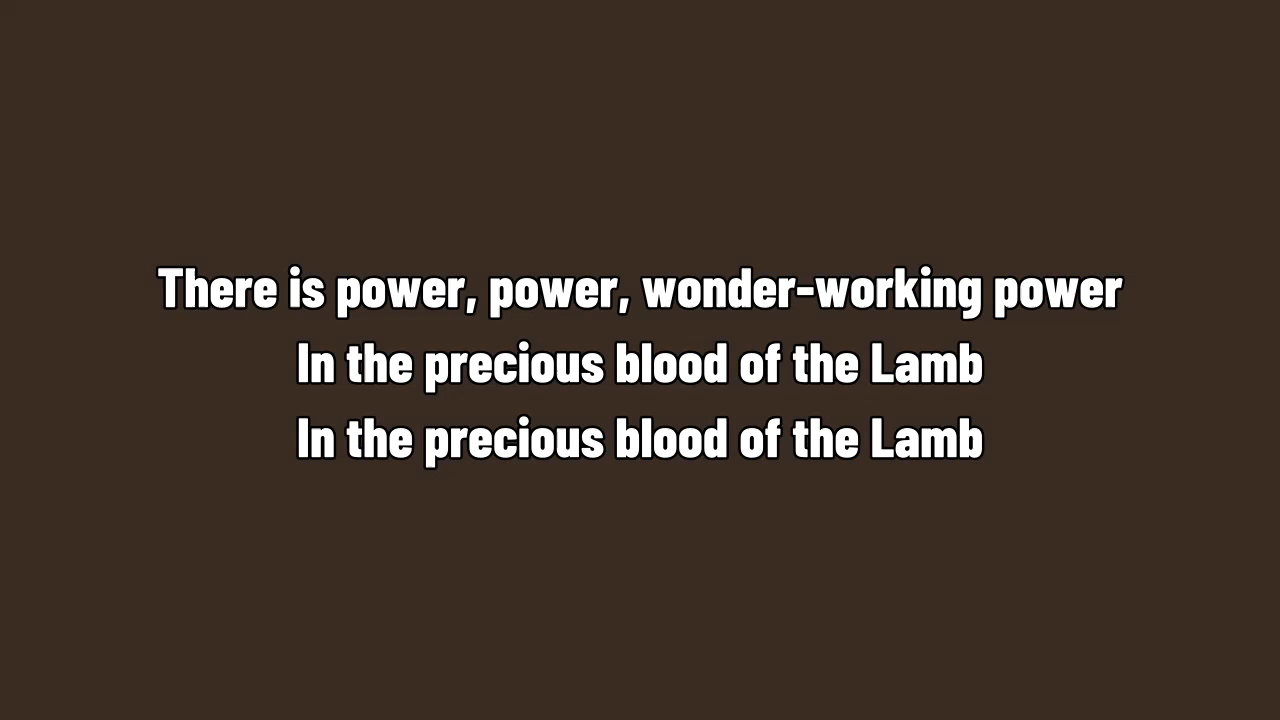 There is power, power, wonder-working power
In the precious blood of the Lamb
In the precious blood of the Lamb